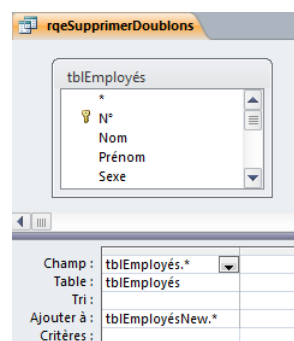 rqeSupprimerDoublons
tblEmployés
*
N°
Nom
Prénom
Sexe
Champ : tblEmployés.*
Table : tblEmployés
Tri :
Ajouter à : tblEmployésNew.*
Critères :